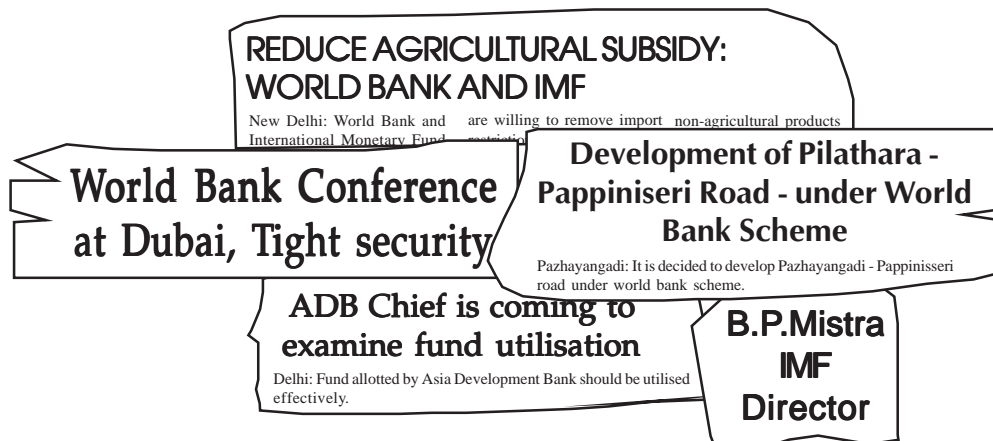 REDUCE AGRICULTURAL SUBSIDY:
WORLD BANK AND IMF
New Delhi: World Bank and
International Monetary Fund
are willing to remove import
non-agricultural products
World Bank Conference
at Dubai, Tight security
Development of Pilathara -
Pappiniseri Road - under World
Bank Scheme
Pazhayangadi: It is decided to develop Pazhayangadi - Pappinisseri
road under world bank scheme.
ADB Chief is coming to
examine fund utilisation
Delhi: Fund allotted by Asia Development Bank should be utilised
effectively.
B.P.Mistra
IMF
Director